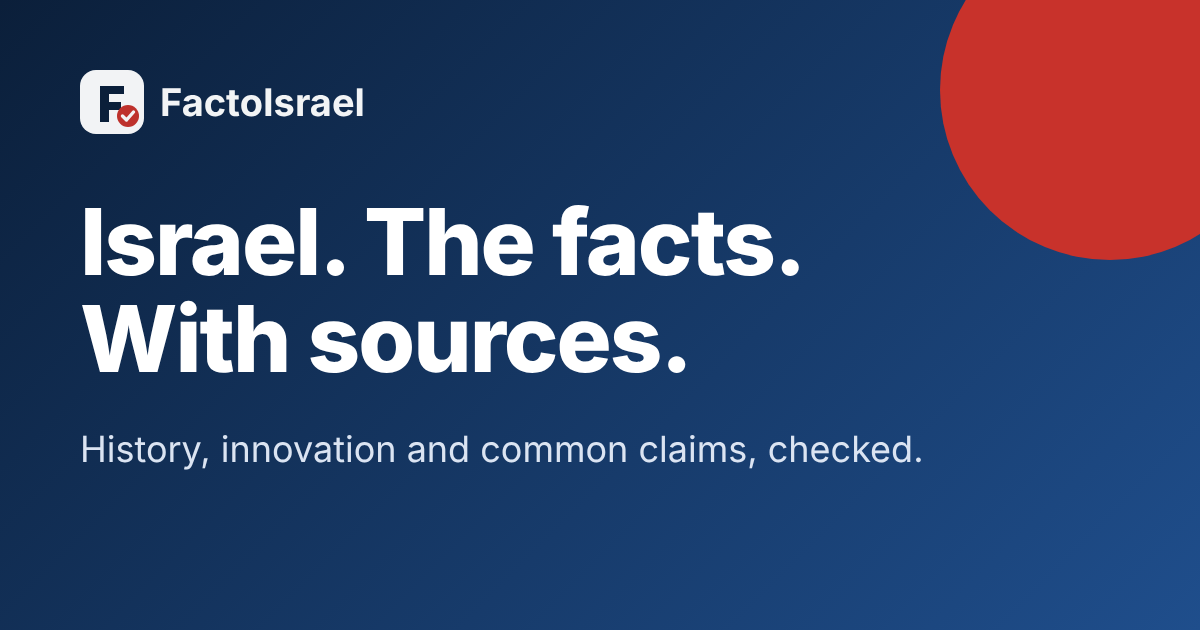 F
FactoIsrael
Israel. The facts.
With sources.
History, innovation and common claims, checked.